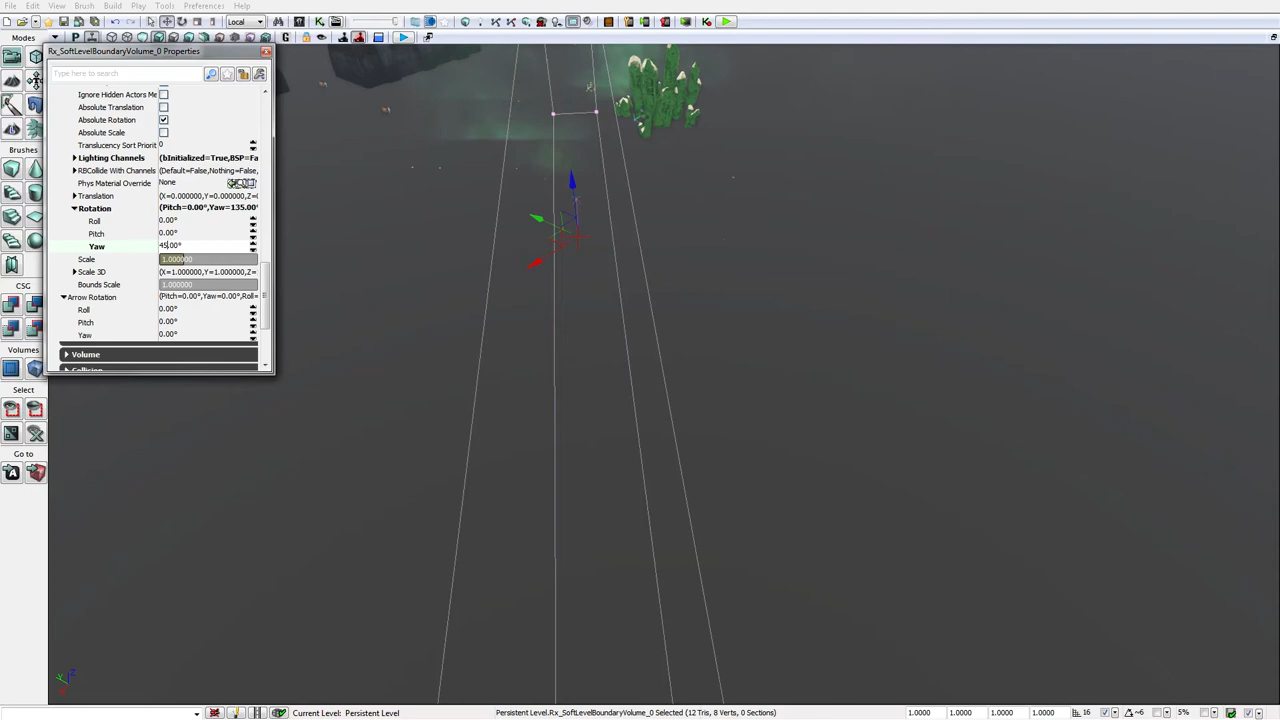 File Edit View Brush Build Tools Preferences Help
Local
Modes
Rx_SoftLevelBoundaryVolume_0 Properties
Type here to search
Ignore Hidden Actors Me
Absolute Translation
Absolute Rotation
Absolute Scale
Translucency Sort Priorit 0
Lighting Channels (bInitialized=True,BSP=Fa
RBCollide With Channels (Default=False,Nothing=False,
Phys Material Override None
Translation (X=0.000000,Y=0.000000,Z=
Rotation (Pitch=0.00°,Yaw=135.00°
Roll 0.00°
Pitch 0.00°
Yaw 45.00°
Scale 1.000000
Scale 3D (X=1.000000,Y=1.000000,Z=
Bounds Scale 1.000000
Arrow Rotation (Pitch=0.00°,Yaw=0.00°,Roll=
Roll 0.00°
Pitch 0.00°
Yaw 0.00°
Volume
Collision
Brushes
CSG
Volumes
Select
Go to
Current Level: Persistent Level
Persistent Level.Rx_SoftLevelBoundaryVolume_0 Selected (12 Tris, 8 Verts, 0 Sections)
1.0000 1.0000 1.0000 1.0000 16 ~6 5%